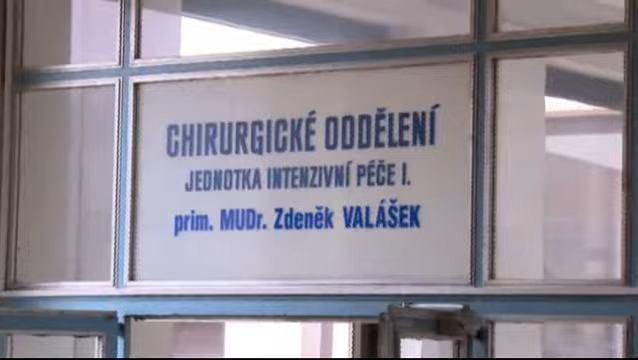 CHIRURGICKÉ ODDĚLENÍ
JEDNOTKA INTENZIVNÍ PÉČE I.
prim. MUDr. Zdeněk VALÁŠEK